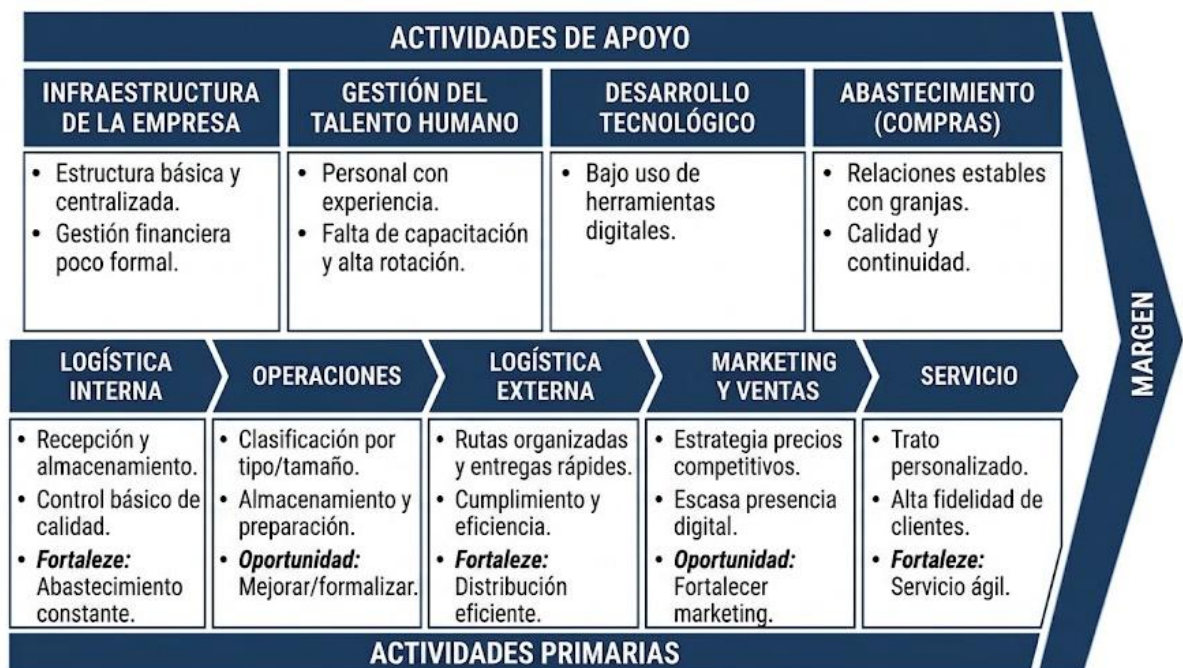 ACTIVIDADES DE APOYO
INFRAESTRUCTURA
DE LA EMPRESA
• Estructura básica y
centralizada.
• Gestión financiera
poco formal.
GESTIÓN DEL
TALENTO HUMANO
• Personal con
experiencia.
• Falta de capacitación
y alta rotación.
DESARROLLO
TECNOLÓGICO
• Bajo uso de
herramientas
digitales.
ABASTECIMIENTO
(COMPRAS)
• Relaciones estables
con granjas.
• Calidad y
continuidad.
LOGÍSTICA
INTERNA
• Recepción y
almacenamiento.
• Control básico de
calidad.
• Fortaleze:
Abastecimiento
constante.
OPERACIONES
• Clasificación por
tipo/tamaño.
• Almacenamiento y
preparación.
• Oportunidad:
Mejorar/formalizar.
LOGÍSTICA
EXTERNA
• Rutas organizadas
y entregas rápides.
• Cumplimiento y
eficiencia.
• Fortaleze:
Distribución
eficiente.
MARKETING
Y VENTAS
• Estrategia precios
competitivos.
• Escasa presencia
digital.
• Oportunidad:
Fortalecer
marketing.
SERVICIO
• Trato
personalizado.
• Alta fidelidad de
clientes.
• Fortaleze:
Servicio ágil.
ACTIVIDADES PRIMARIAS
MARGEN